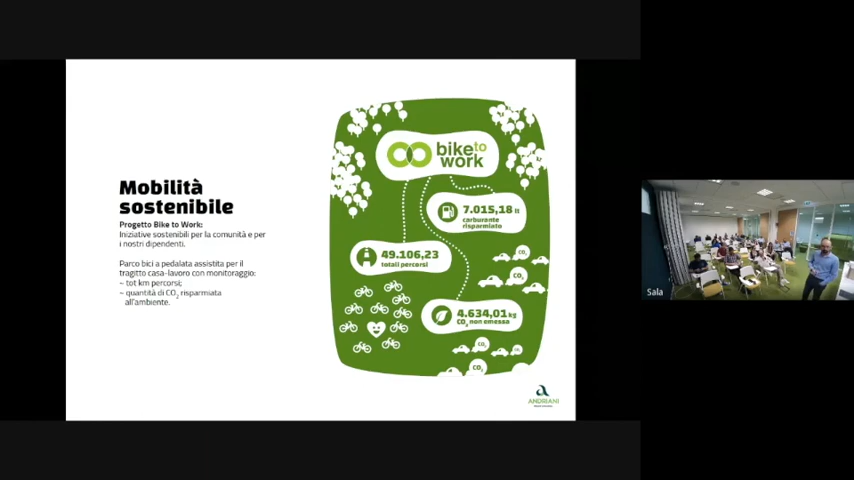 Mobilità
sostenibile
Progetto Bike to Work:
Iniziative sostenibili per la comunità e per
i nostri dipendenti.
Parco bici a pedalata assistita per il
tragitto casa-lavoro con monitoraggio:
~ tot km percorsi;
~ quantità di CO2 risparmiata
all'ambiente.
bike to
work
7.015,18 lt
carburante
risparmiato
49.106,23
totali percorsi
CO2
CO2
4.634,01 kg
CO2 non emessa
CO2
CO2
CO2
ANDRIANI
Sala